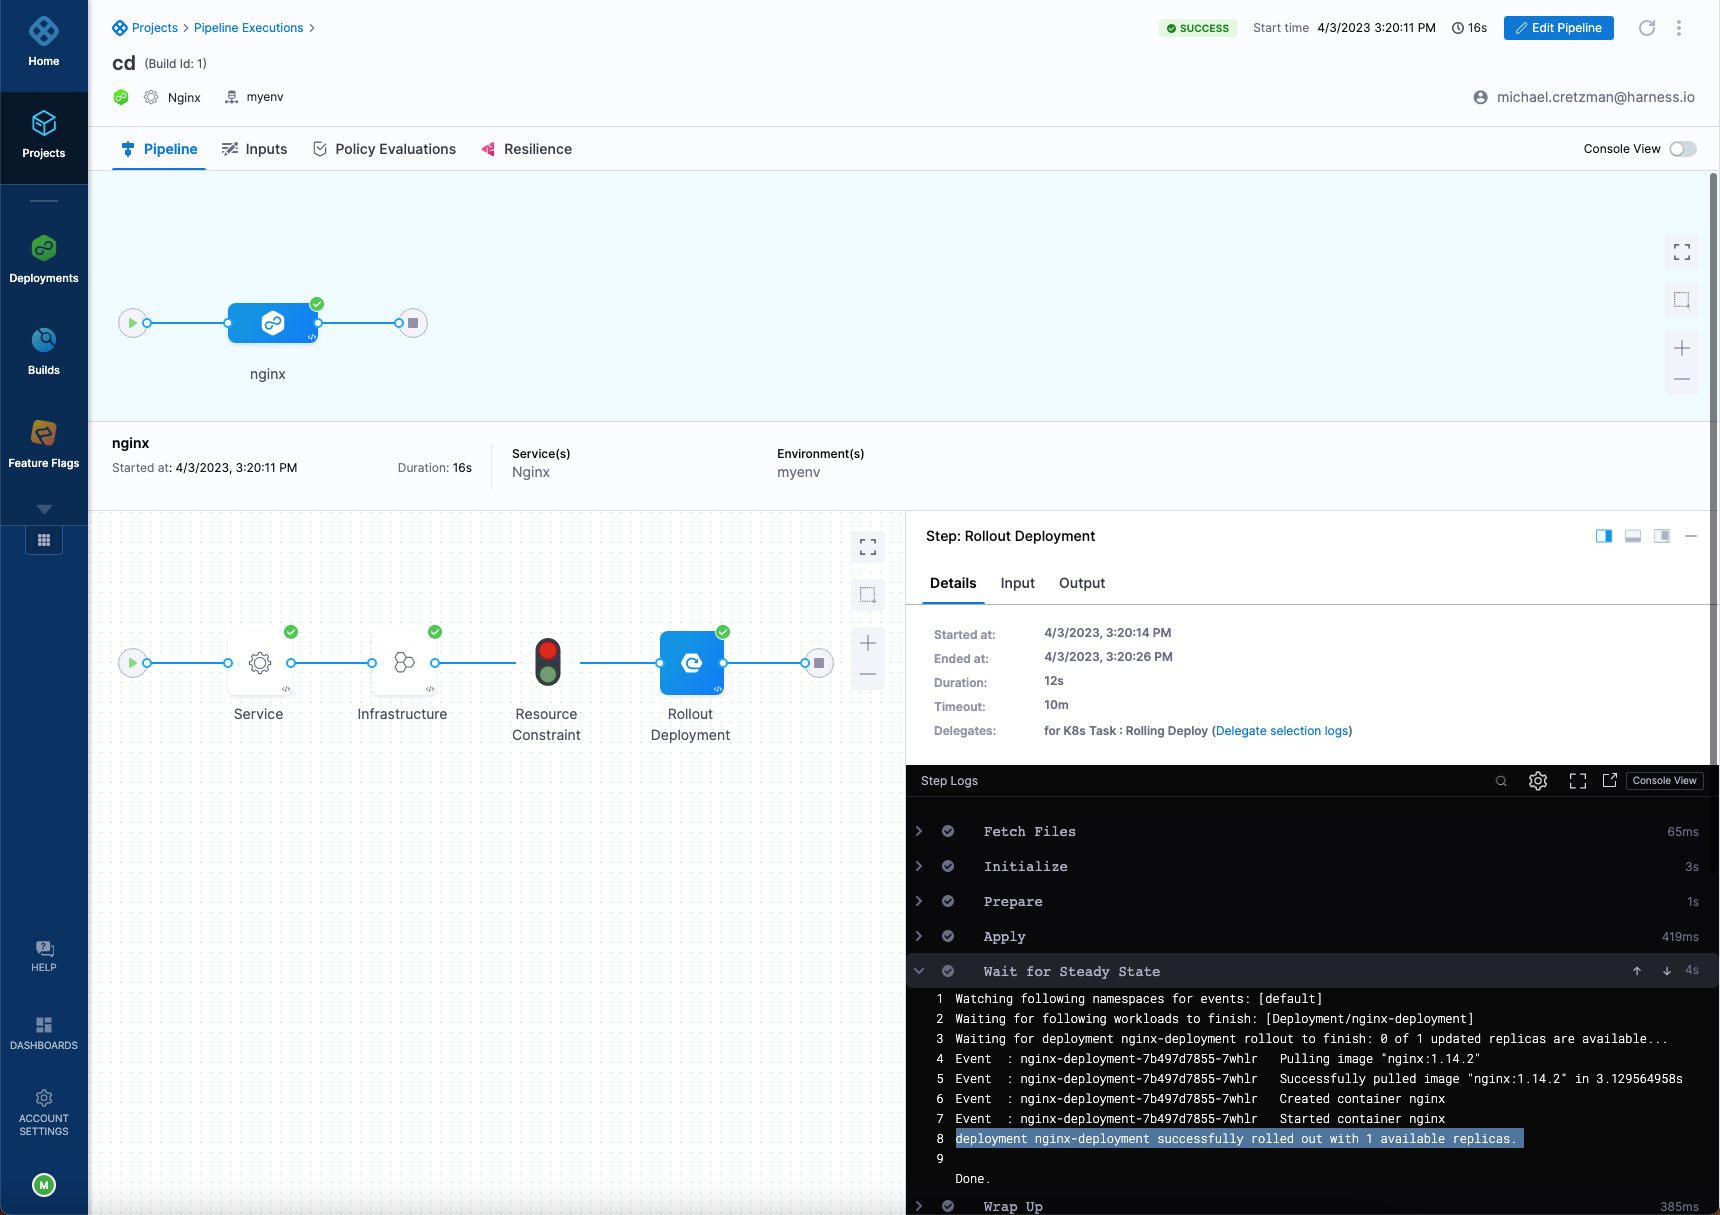 Home
Projects
Deployments
Builds
Feature Flags
HELP
DASHBOARDS
ACCOUNT
SETTINGS
M
Projects > Pipeline Executions >
SUCCESS Start time 4/3/2023 3:20:11 PM 16s Edit Pipeline
cd (Build Id: 1)
Nginx myenv
michael.cretzman@harness.io
Pipeline Inputs Policy Evaluations Resilience
Console View
nginx
nginx
Started at: 4/3/2023, 3:20:11 PM Duration: 16s
Service(s)
Nginx
Environment(s)
myenv
Service
Infrastructure
Resource
Constraint
Rollout
Deployment
Step: Rollout Deployment
Details Input Output
Started at: 4/3/2023, 3:20:14 PM
Ended at: 4/3/2023, 3:20:26 PM
Duration: 12s
Timeout: 10m
Delegates: for K8s Task : Rolling Deploy (Delegate selection logs)
Step Logs Console View
Fetch Files 65ms
Initialize 3s
Prepare 1s
Apply 419ms
Wait for Steady State 4s
1 Watching following namespaces for events: [default]
2 Waiting for following workloads to finish: [Deployment/nginx-deployment]
3 Waiting for deployment nginx-deployment rollout to finish: 0 of 1 updated replicas are available...
4 Event : nginx-deployment-7b497d7855-7whlr Pulling image "nginx:1.14.2"
5 Event : nginx-deployment-7b497d7855-7whlr Successfully pulled image "nginx:1.14.2" in 3.129564958s
6 Event : nginx-deployment-7b497d7855-7whlr Created container nginx
7 Event : nginx-deployment-7b497d7855-7whlr Started container nginx
8 deployment nginx-deployment successfully rolled out with 1 available replicas.
9
Done.
Wrap Up 385ms